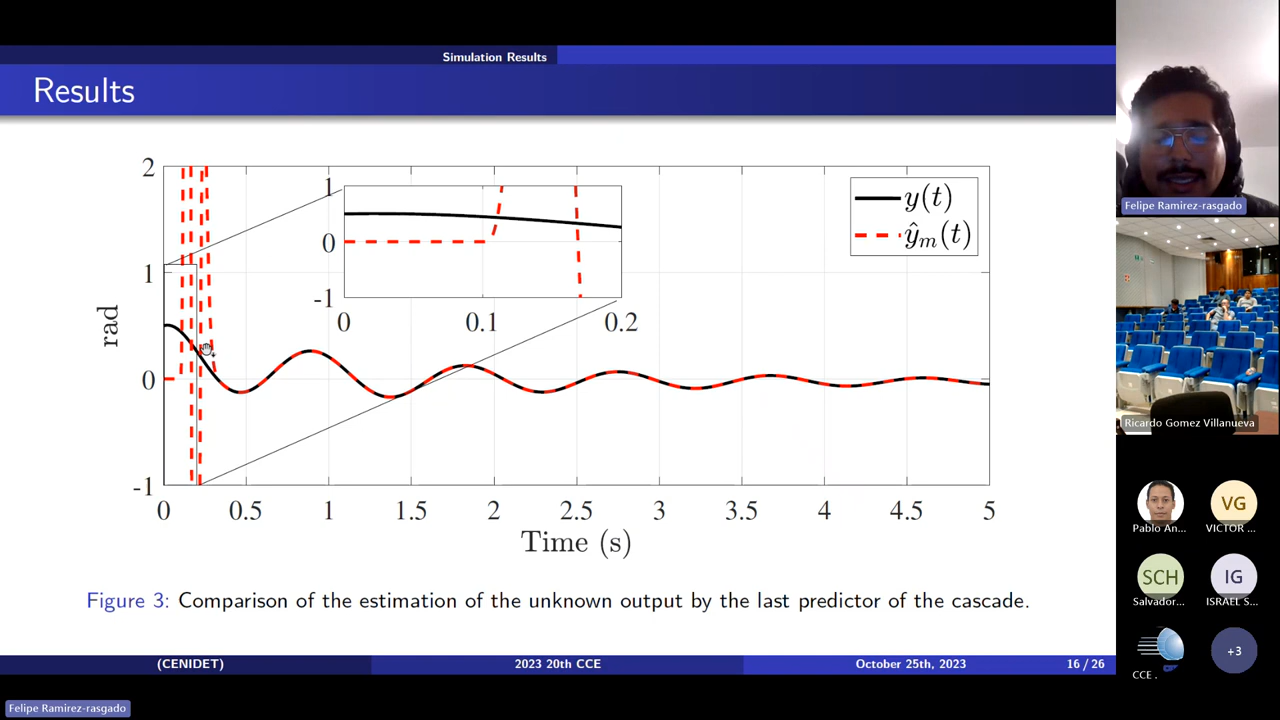 Simulation Results
Results
2
1
0
-1
rad
1
0
-1
0 0.1 0.2
y(t)
ŷₘ(t)
0 0.5 1 1.5 2 2.5 3 3.5 4 4.5 5
Time (s)
Figure 3: Comparison of the estimation of the unknown output by the last predictor of the cascade.
(CENIDET) 2023 20th CCE October 25th, 2023 16 / 26
Felipe Ramírez-rasgado
Ricardo Gomez Villanueva
Pablo An...
VG
VICTOR ...
SCH
Salvador...
IG
ISRAEL S...
CCE .
+3
Felipe Ramírez-rasgado